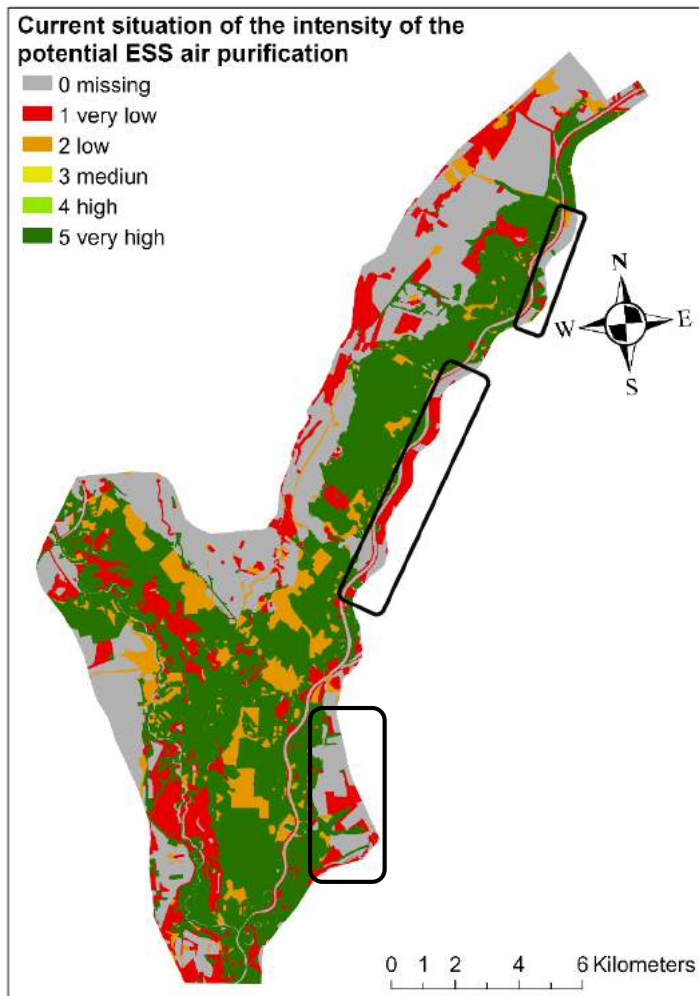 Current situation of the intensity of the
potential ESS air purification
0 missing
1 very low
2 low
3 mediun
4 high
5 very high
N
W E
S
0 1 2 4 6 Kilometers